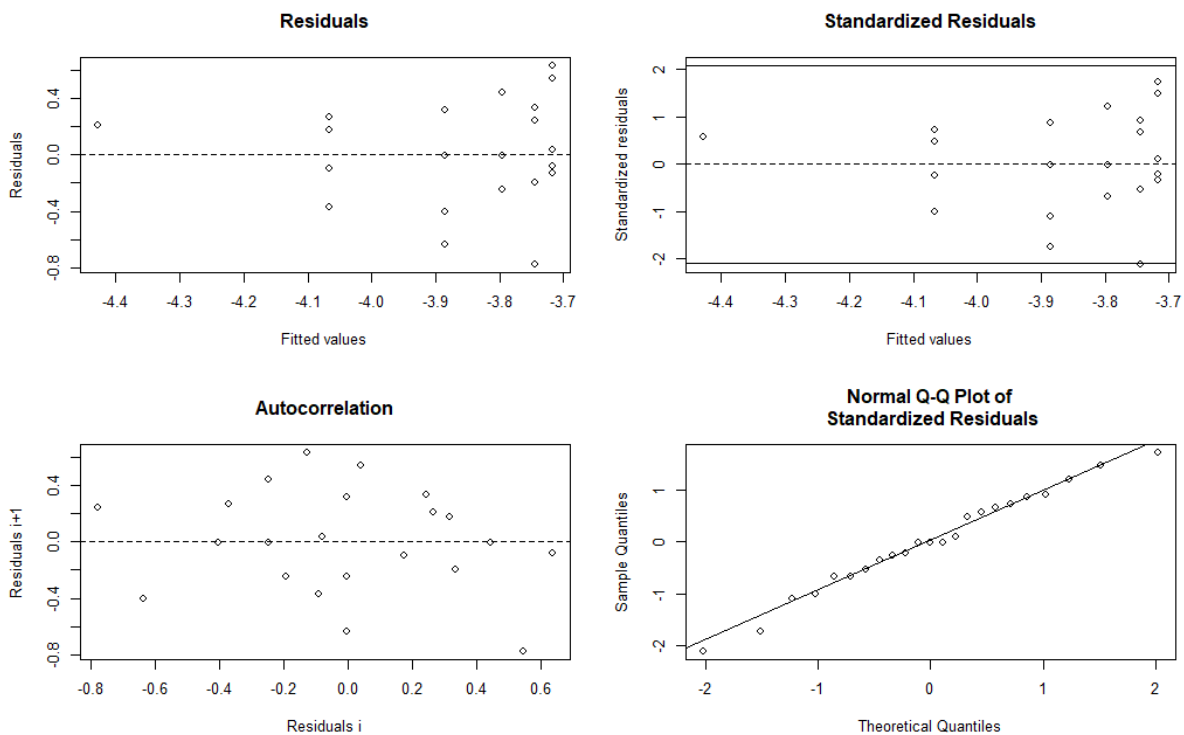 Residuals
Residuals
0.4
0.0
-0.4
-0.8
-4.4 -4.3 -4.2 -4.1 -4.0 -3.9 -3.8 -3.7
Fitted values
Standardized Residuals
Standardized residuals
2
1
0
-1
-2
-4.4 -4.3 -4.2 -4.1 -4.0 -3.9 -3.8 -3.7
Fitted values
Autocorrelation
Residuals i+1
0.4
0.0
-0.4
-0.8
-0.8 -0.6 -0.4 -0.2 0.0 0.2 0.4 0.6
Residuals i
Normal Q-Q Plot of
Standardized Residuals
Sample Quantiles
1
0
-1
-2
-2 -1 0 1 2
Theoretical Quantiles